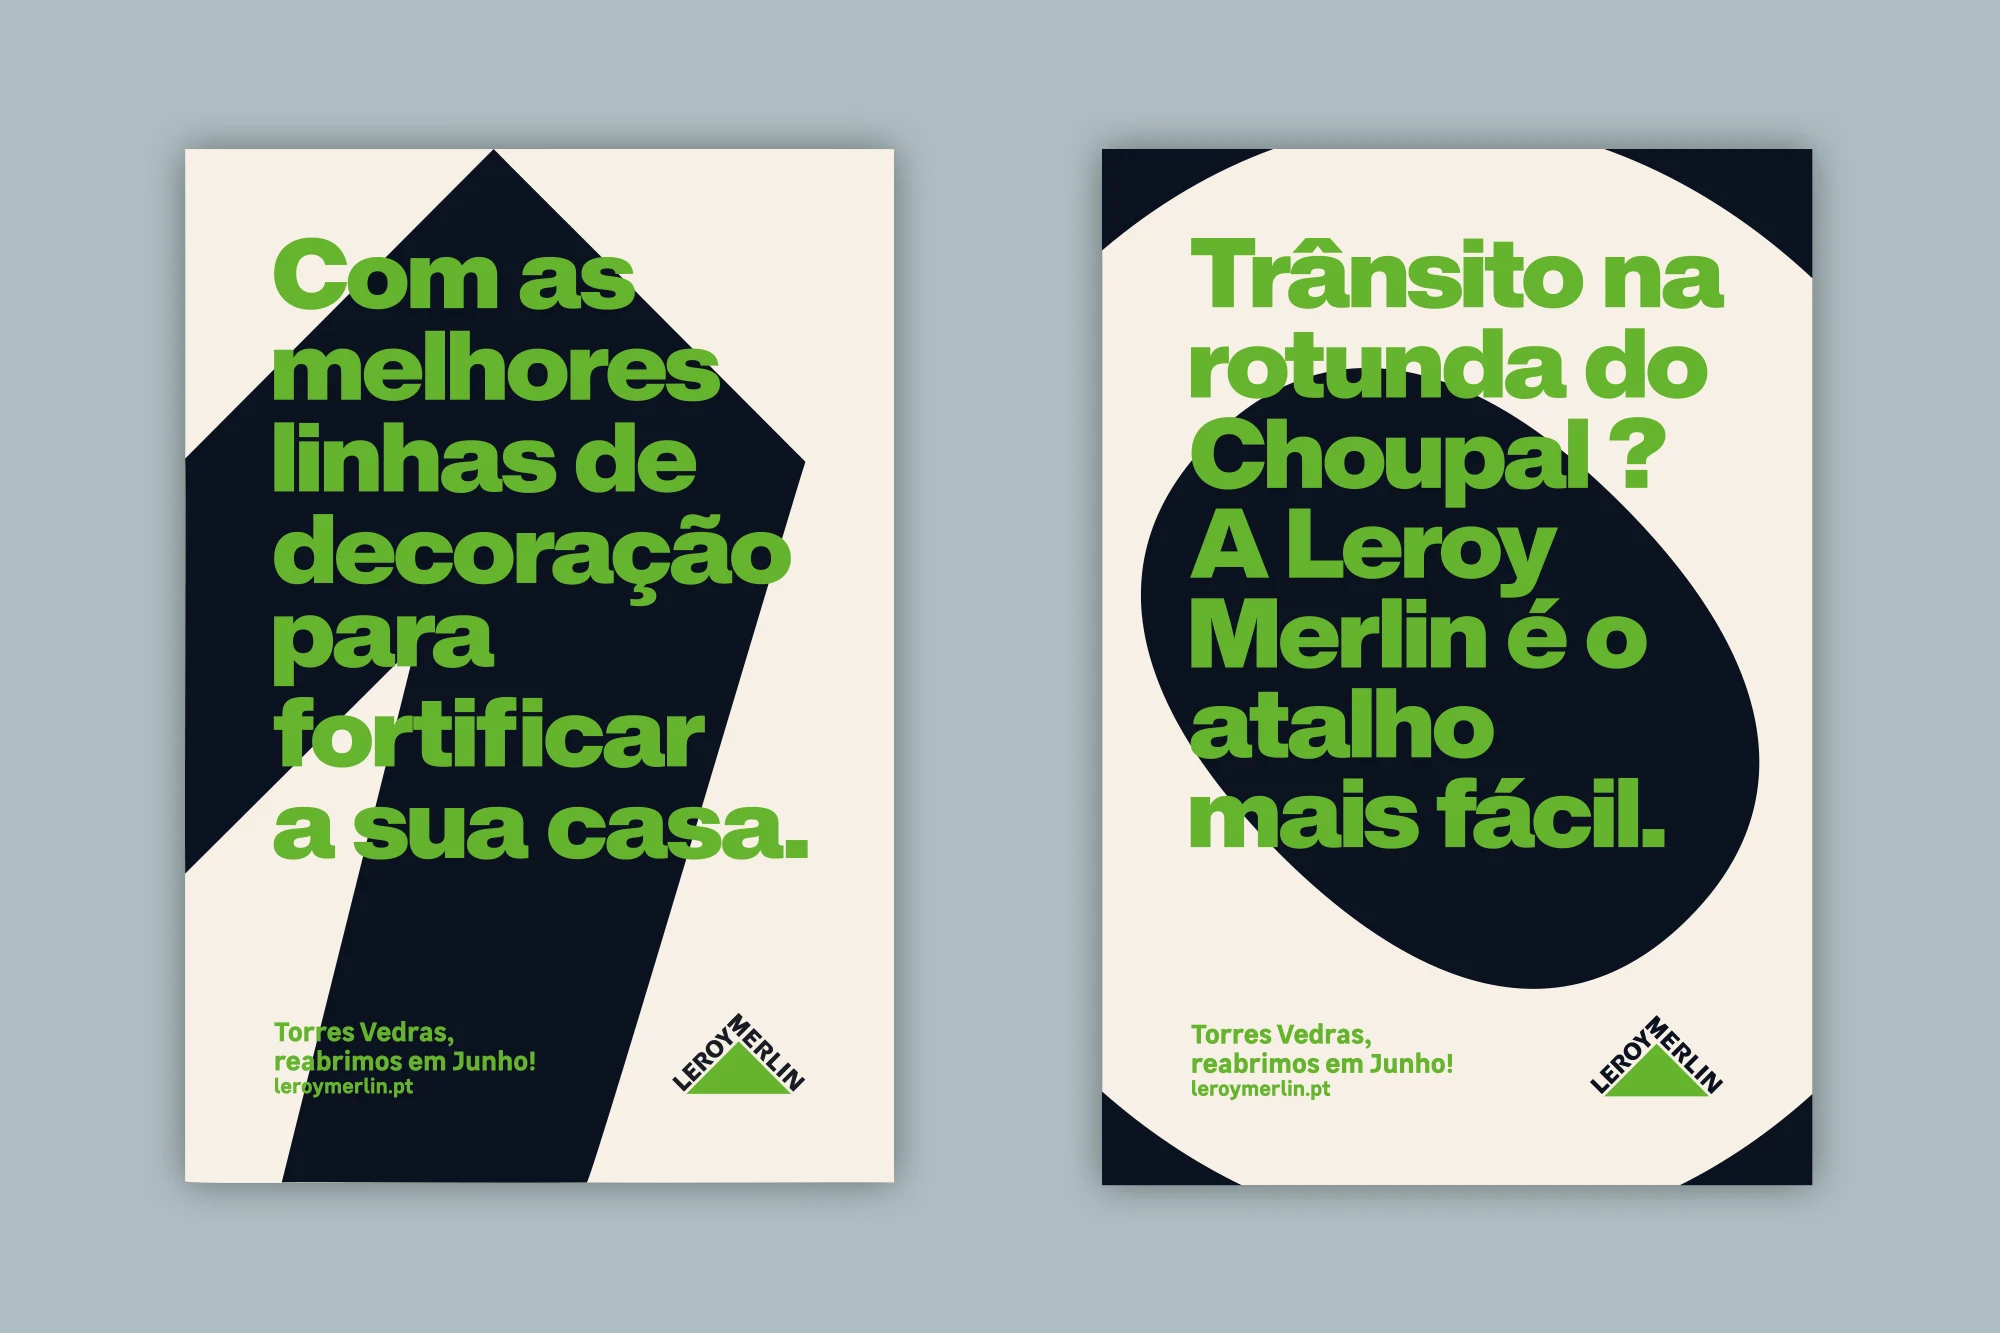 Com as
melhores
linhas de
decoração
para
fortificar
a sua casa.
Torres Vedras,
reabrimos em Junho!
leroymerlin.pt
LEROY MERLIN
Trânsito na
rotunda do
Choupal ?
A Leroy
Merlin é o
atalho
mais fácil.
Torres Vedras,
reabrimos em Junho!
leroymerlin.pt
LEROY MERLIN